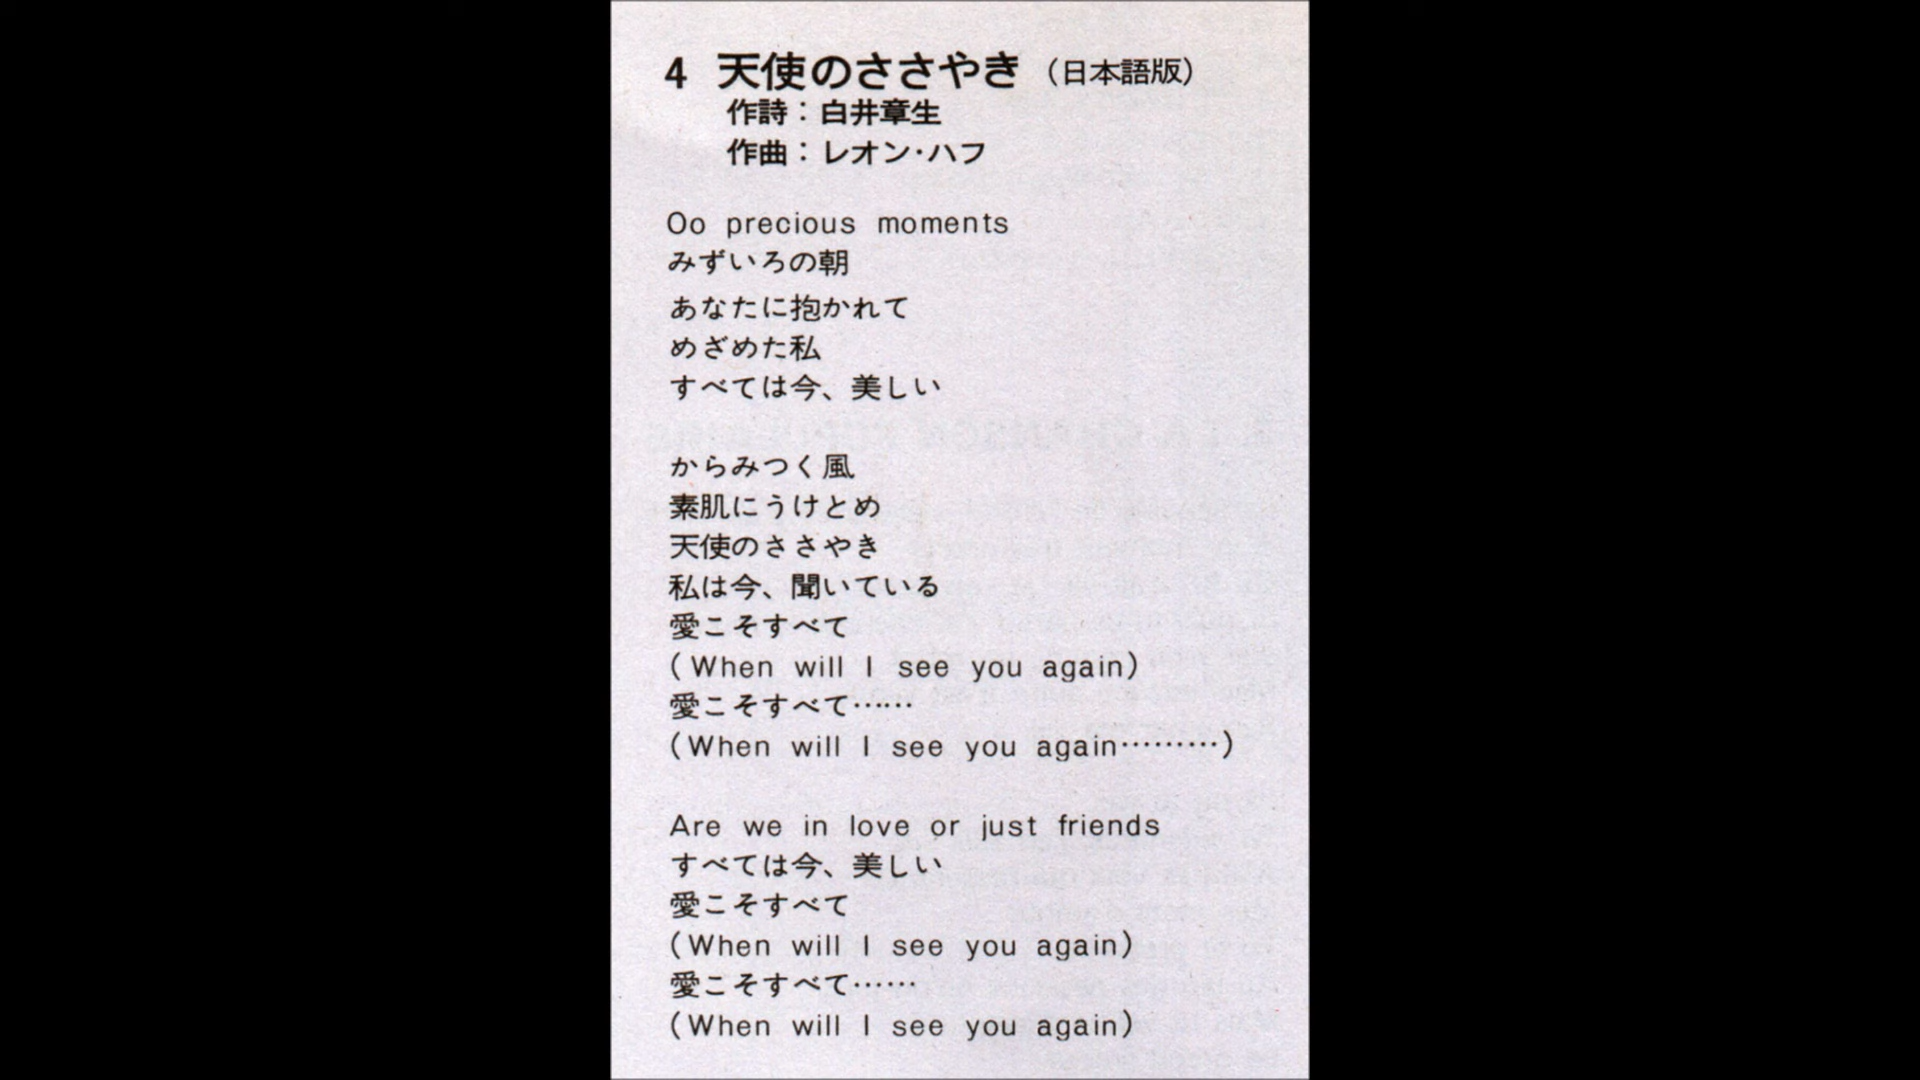 4 天使のささやき（日本語版）
作詩：白井章生
作曲：レオン・ハフ
Oo precious moments
みずいろの朝
あなたに抱かれて
めざめた私
すべては今、美しい
からみつく風
素肌にうけとめ
天使のささやき
私は今、聞いている
愛こそすべて
(When will I see you again)
愛こそすべて……
(When will I see you again………)
Are we in love or just friends
すべては今、美しい
愛こそすべて
(When will I see you again)
愛こそすべて……
(When will I see you again)